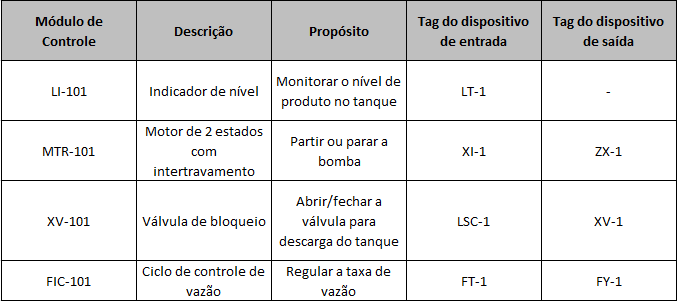 Módulo de
Controle
Descrição
Propósito
Tag do dispositivo
de entrada
Tag do dispositivo
de saída
LI-101
Indicador de nível
Monitorar o nível de
produto no tanque
LT-1
-
MTR-101
Motor de 2 estados
com
intertravamento
Partir ou parar a
bomba
XI-1
ZX-1
XV-101
Válvula de bloqueio
Abrir/fechar a
válvula para
descarga do tanque
LSC-1
XV-1
FIC-101
Ciclo de controle de
vazão
Regular a taxa de
vazão
FT-1
FY-1